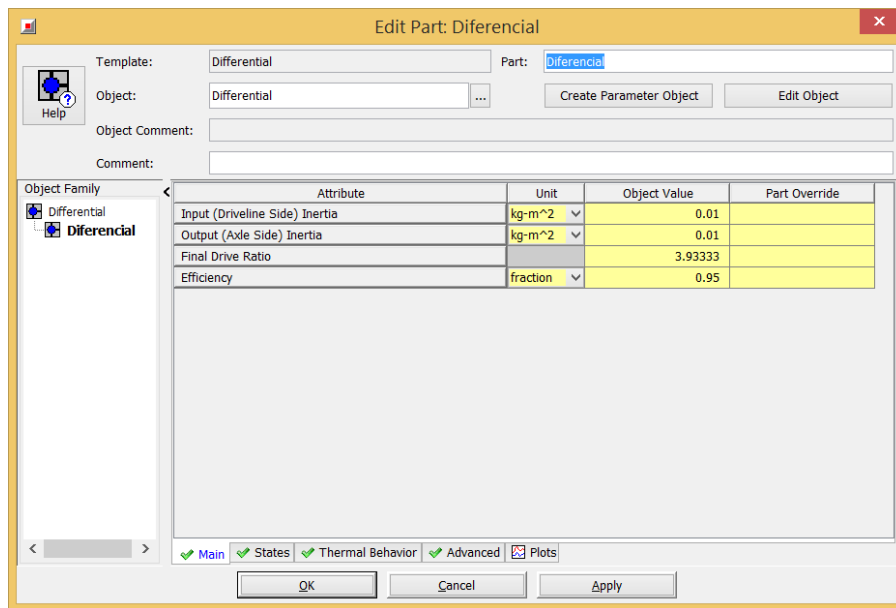 Edit Part: Diferencial
Template: Differential Part: Diferencial
Help
Object: Differential ... Create Parameter Object Edit Object
Object Comment:
Comment:
Object Family
Differential
Diferencial
Attribute Unit Object Value Part Override
Input (Driveline Side) Inertia kg-m^2 0.01
Output (Axle Side) Inertia kg-m^2 0.01
Final Drive Ratio 3.93333
Efficiency fraction 0.95
Main States Thermal Behavior Advanced Plots
OK Cancel Apply